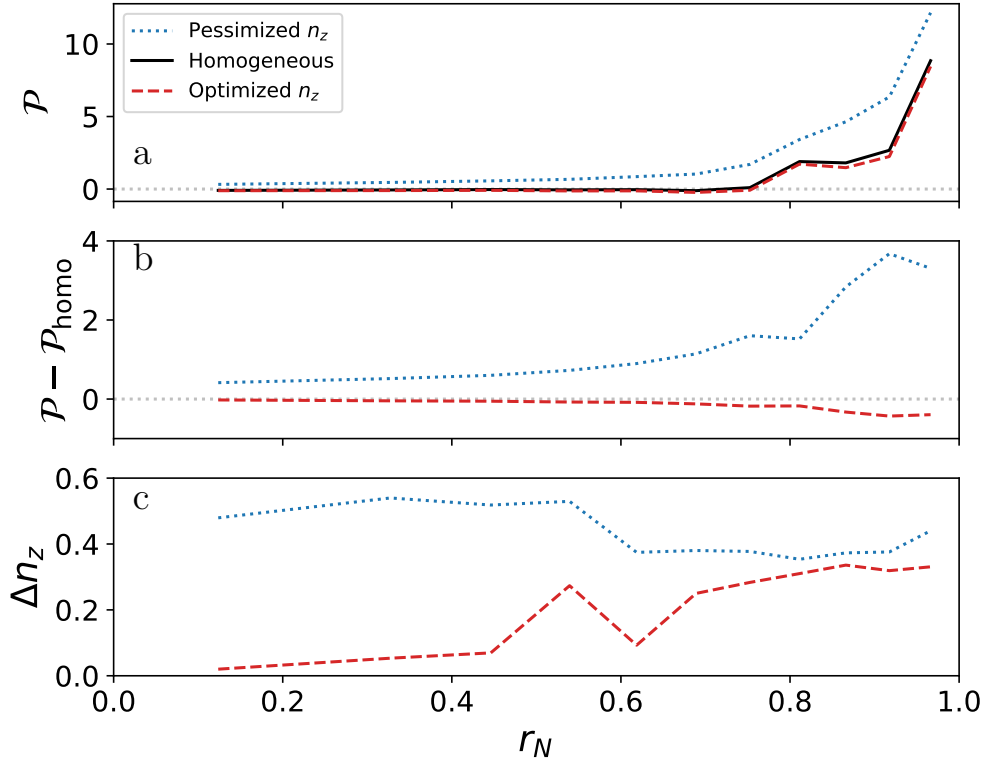 Pessimized n_z
Homogeneous
Optimized n_z
10
5
0
𝒫
a
4
2
0
𝒫 − 𝒫_homo
b
0.6
0.4
0.2
0.0
Δn_z
c
0.0 0.2 0.4 0.6 0.8 1.0
r_N